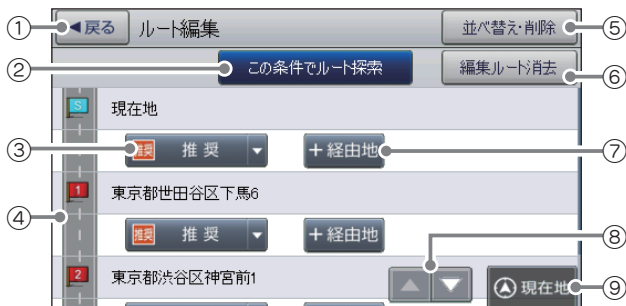 ① ◀戻る ルート編集 並べ替え・削除 ⑤
② この条件でルート探索 編集ルート消去 ⑥
S 現在地
③ 推奨 推 奨 ▼ ＋経由地 ⑦
1 東京都世田谷区下馬6
④
推奨 推 奨 ▼ ＋経由地 ⑧
2 東京都渋谷区神宮前1 ▲ ▼ 現在地 ⑨